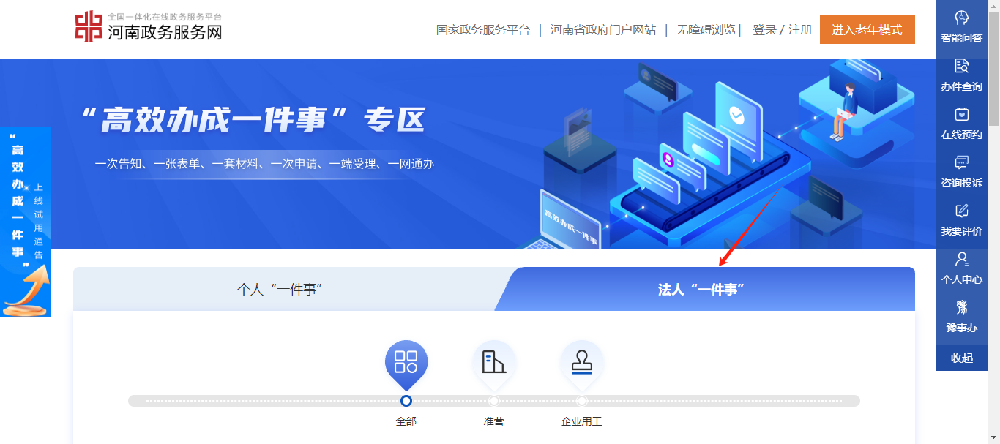 全国一体化在线政务服务平台
河南政务服务网
国家政务服务平台 | 河南省政府门户网站 | 无障碍浏览 | 登录 / 注册
进入老年模式
“高效办成一件事” 专区
一次告知、一张表单、一套材料、一次申请、一端受理、一网通办
高效办成一件事
“高效办成一件事”
上线试用通告
个人“一件事”
法人“一件事”
全部
准营
企业用工
智能问答
办件查询
在线预约
咨询投诉
我要评价
个人中心
豫事办
收起